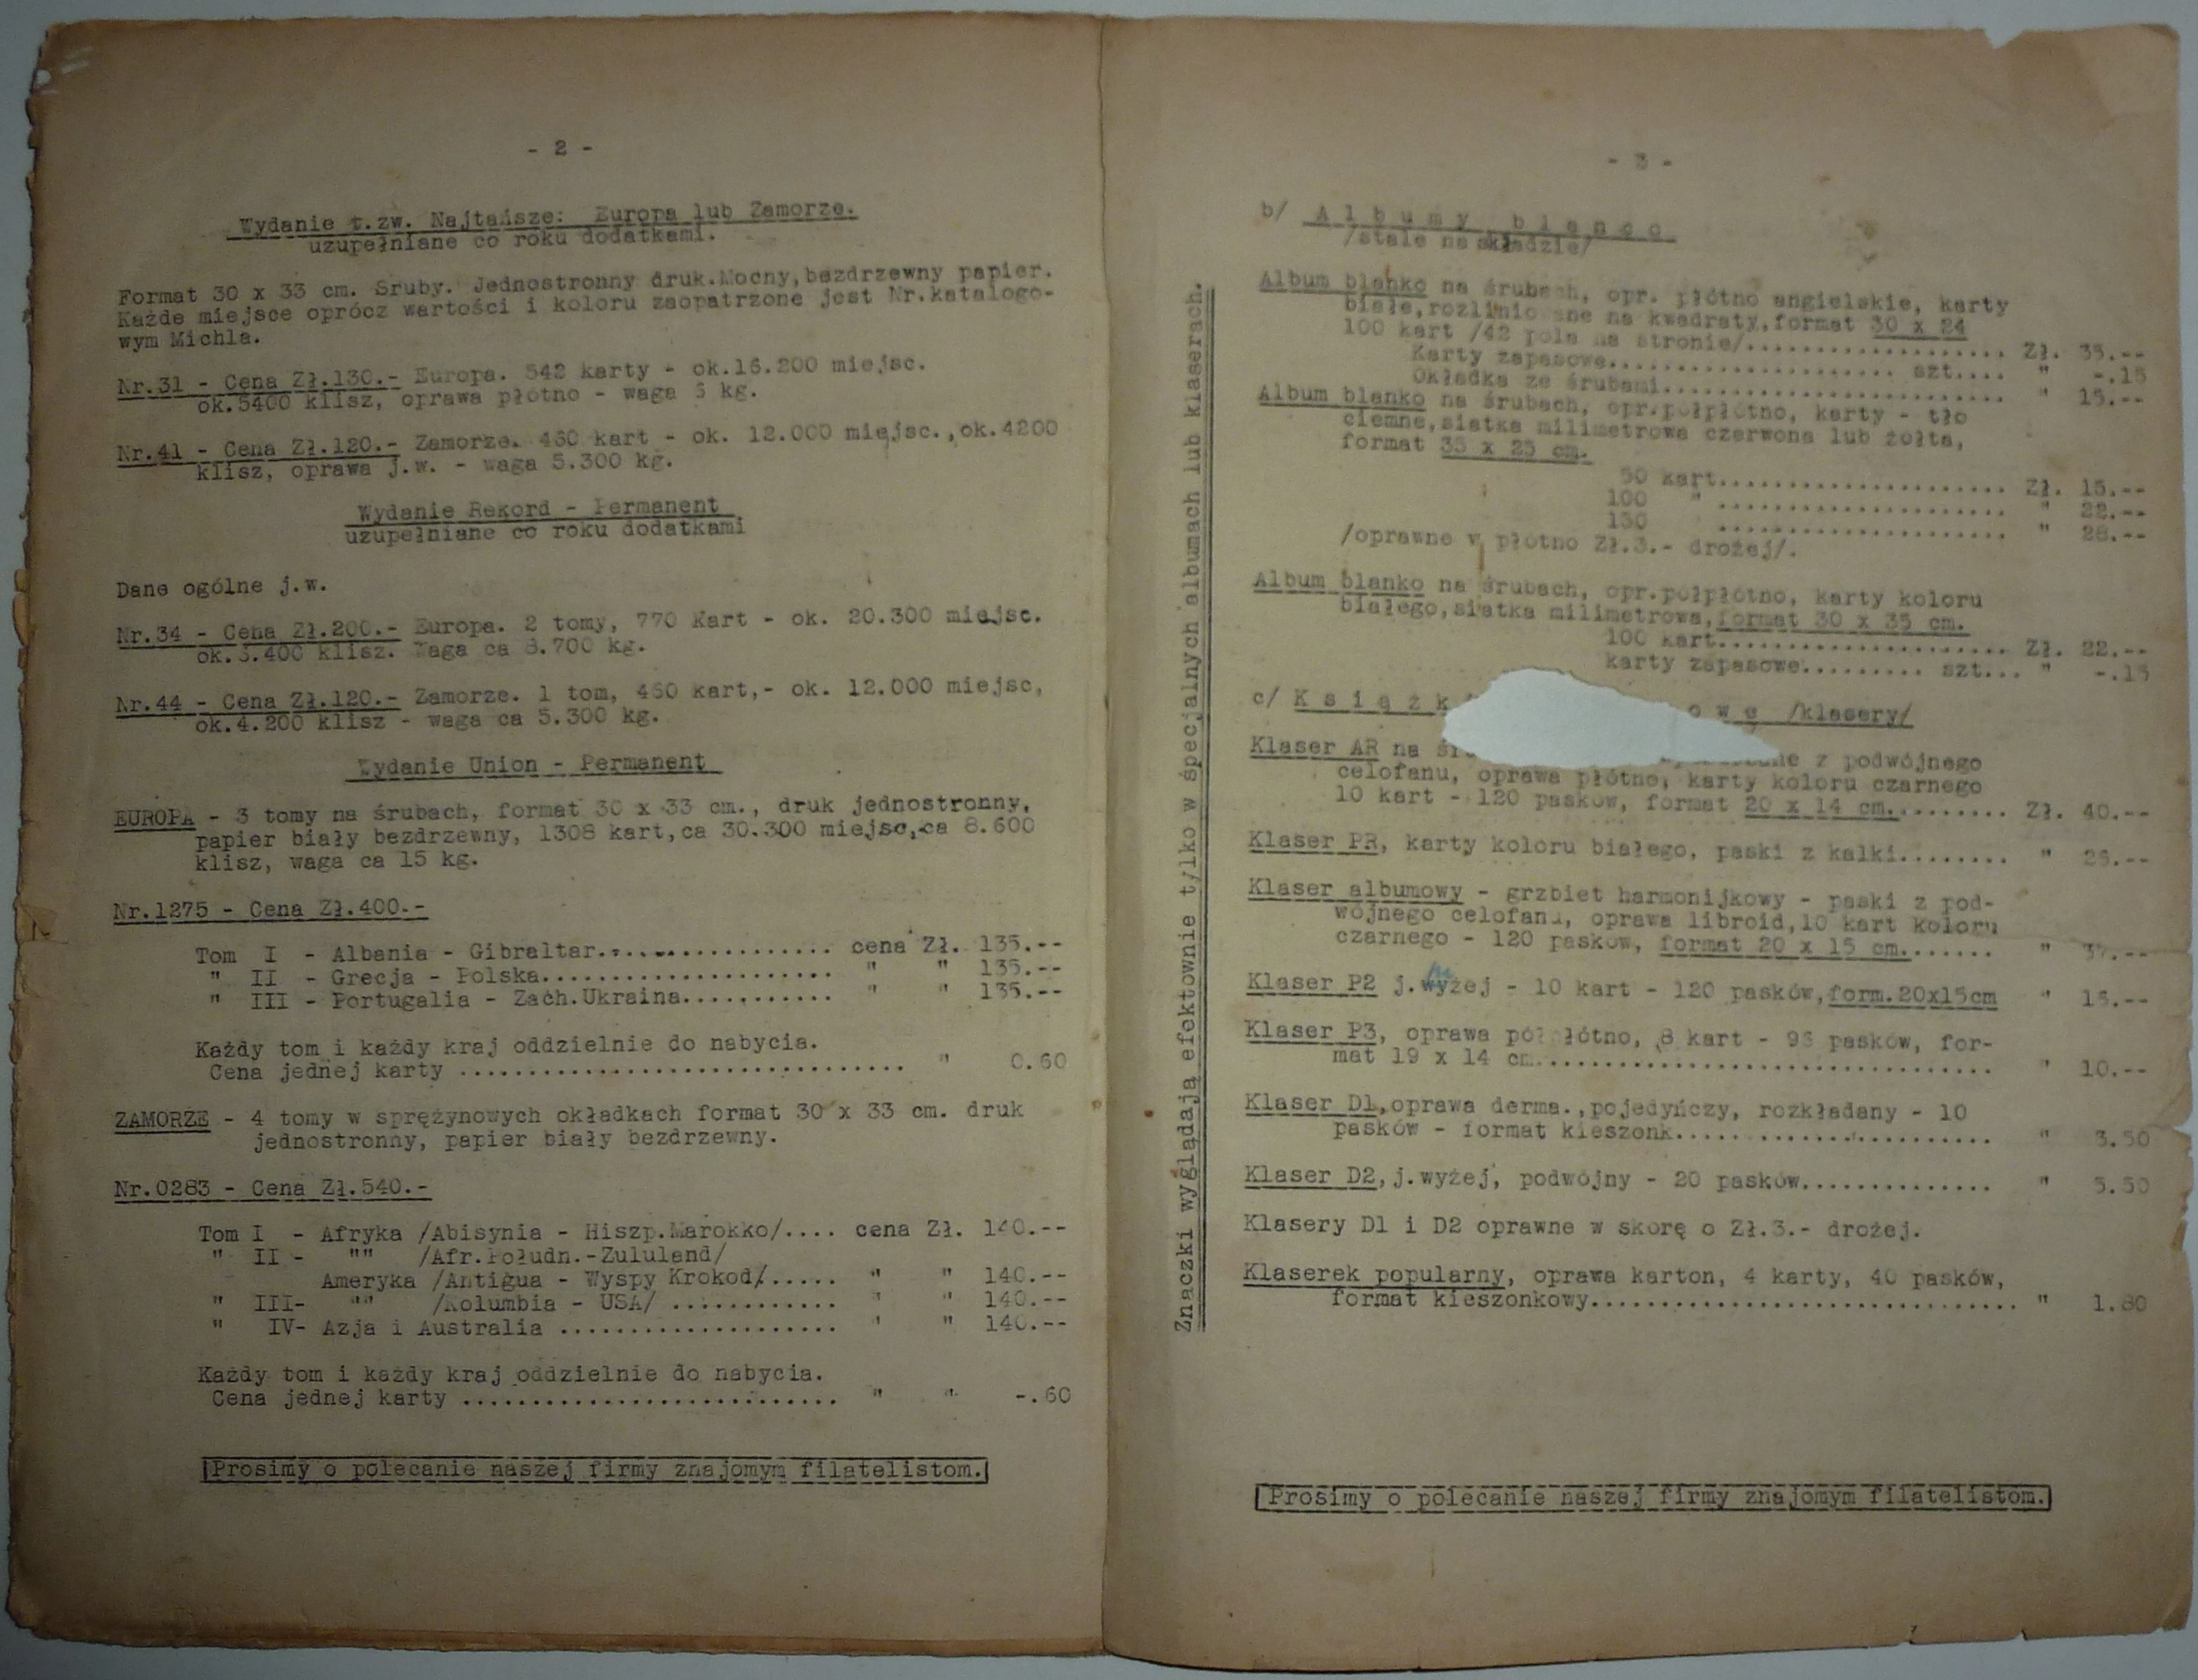 - 2 -
Wydanie t.zw. Najtańsze: Europa lub Zamorze.
uzupełniane co roku dodatkami.
Format 30 x 33 cm. Śruby. Jednostronny druk.Mocny,bezdrzewny papier.
Każde miejsce oprócz wartości i koloru zaopatrzone jest Nr.katalogo-
wym Michla.
Nr.31 - Cena Zł.130.- Europa. 542 karty - ok.16.200 miejsc.
ok.5400 klisz, oprawa płótno - waga kg.
Nr.41 - Cena Zł.120.- Zamorze. 460 kart - ok. 12.000 miejsc.,ok.4200
klisz, oprawa j.w. - waga 5.300 kg.
Wydanie Rekord - Permanent
uzupełniane co roku dodatkami
Dane ogólne j.w.
Nr.34 - Cena Zł.200.- Europa. 2 tomy, 770 Kart - ok. 20.300 miejsc.
klisz. Waga ca 8.700 kg.
Nr.44 - Cena Zł.120.- Zamorze. 1 tom, 460 kart,- ok. 12.000 miejsc,
ok.4.200 klisz - waga ca 5.300 kg.
Wydanie Union - Permanent
EUROPA - 3 tomy na śrubach, format 30 x 33 cm., druk jednostronny,
papier biały bezdrzewny, 1308 kart,ca 30.300 miejsc,ca 8.600
klisz, waga ca 15 kg.
Nr.1275 - Cena Zł.400.-
Tom I - Albania - Gibraltar................. cena Zł. 135.--
" II - Grecja - Polska..................... " " 135.--
" III - Portugalia - Zach.Ukraina........... " " 135.--
Każdy tom i każdy kraj oddzielnie do nabycia.
Cena jednej karty ................................ " 0.60
ZAMORZE - 4 tomy w sprężynowych okładkach format 30 x 33 cm. druk
jednostronny, papier biały bezdrzewny.
Nr.0283 - Cena Zł.540.-
Tom I - Afryka /Abisynia - Hiszp.Marokko/.... cena Zł. 140.--
" II - "" /Afr.Połudn.-Zululand/
Ameryka /Antigua - Wyspy Krokod/..... " " 140.--
" III- "" /Kolumbia - USA/ ............ " " 140.--
" IV- Azja i Australia .................... " " 140.--
Każdy tom i każdy kraj oddzielnie do nabycia.
Cena jednej karty ........................... " " -.60
Prosimy o polecanie naszej firmy znajomym filatelistom.
Znaczki wyglądają efektownie tylko w specjalnych albumach lub klaserach.
- 3 -
b/ Albumy blanco
/stale na składzie/
Album blanko na śrubach, opr. płótno angielskie, karty
białe,rozliniowane na kwadraty,format 30 x 24
100 kart /42 pola na stronie/................... Zł. 35.--
Karty zapasowe...................... szt.... " -.15
Okładka ze śrubami......................... " 15.--
Album blanko na śrubach, opr.półpłótno, karty - tło
ciemne,siatka milimetrowa czerwona lub żółta,
format 35 x 25 cm.
50 kart..................... Zł. 15.--
100 " ..................... " 22.--
150 ..................... " 28.--
/oprawne w płótno Zł.3.- drożej/.
Album blanko na śrubach, opr.półpłótno, karty koloru
białego,siatka milimetrowa,format 30 x 35 cm.
100 kart..................... Zł. 22.--
karty zapasowe......... szt... " -.15
c/ Książk owe /klasery/
Klaser AR na z podwójnego
celofanu, oprawa płótno, karty koloru czarnego
10 kart - 120 pasków, format 20 x 14 cm......... Zł. 40.--
Klaser PR, karty koloru białego, paski z kalki........ " --
Klaser albumowy - grzbiet harmonijkowy - paski z pod-
wójnego celofanu, oprawa libroid,10 kart koloru
czarnego - 120 pasków, format 20 x 15 cm....... " --
Klaser P2 j.wyżej - 10 kart - 120 pasków,form.20x15cm " 15.--
Klaser P3, oprawa półpłótno, 8 kart - 96 pasków, for-
mat 19 x 14 cm.................................. " 10.--
Klaser D1,oprawa derma.,pojedyńczy, rozkładany - 10
pasków - format kieszonk....................... " 3.50
Klaser D2,j.wyżej, podwójny - 20 pasków.............. " 5.50
Klasery D1 i D2 oprawne w skórę o Zł.3.- drożej.
Klaserek popularny, oprawa karton, 4 karty, 40 pasków,
format kieszonkowy............................... " 1.80
Prosimy o polecanie naszej firmy znajomym filatelistom.